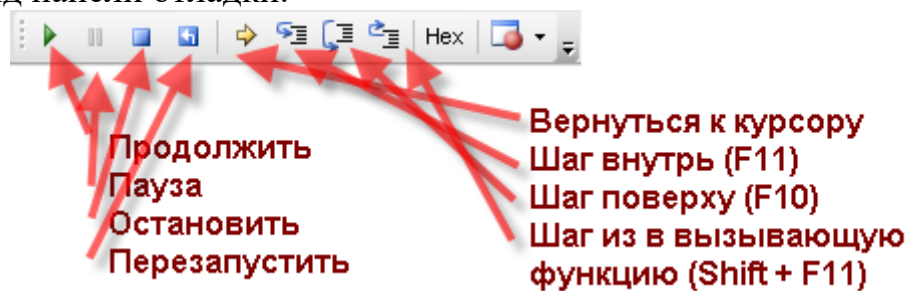 д панели отладки.
Hex
Продолжить
Пауза
Остановить
Перезапустить
Вернуться к курсору
Шаг внутрь (F11)
Шаг поверху (F10)
Шаг из в вызывающую
функцию (Shift + F11)